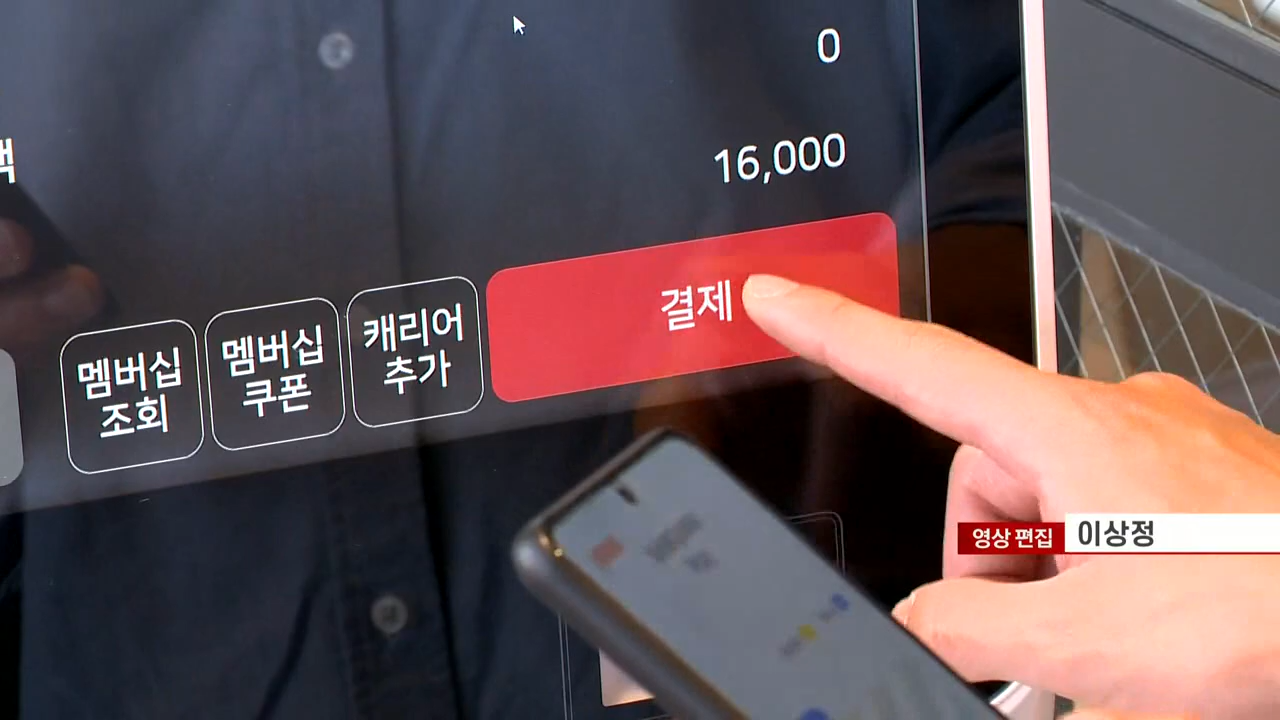 0
16,000
결제
멤버십
조회
멤버십
쿠폰
캐리어
추가
영상 편집 이상정